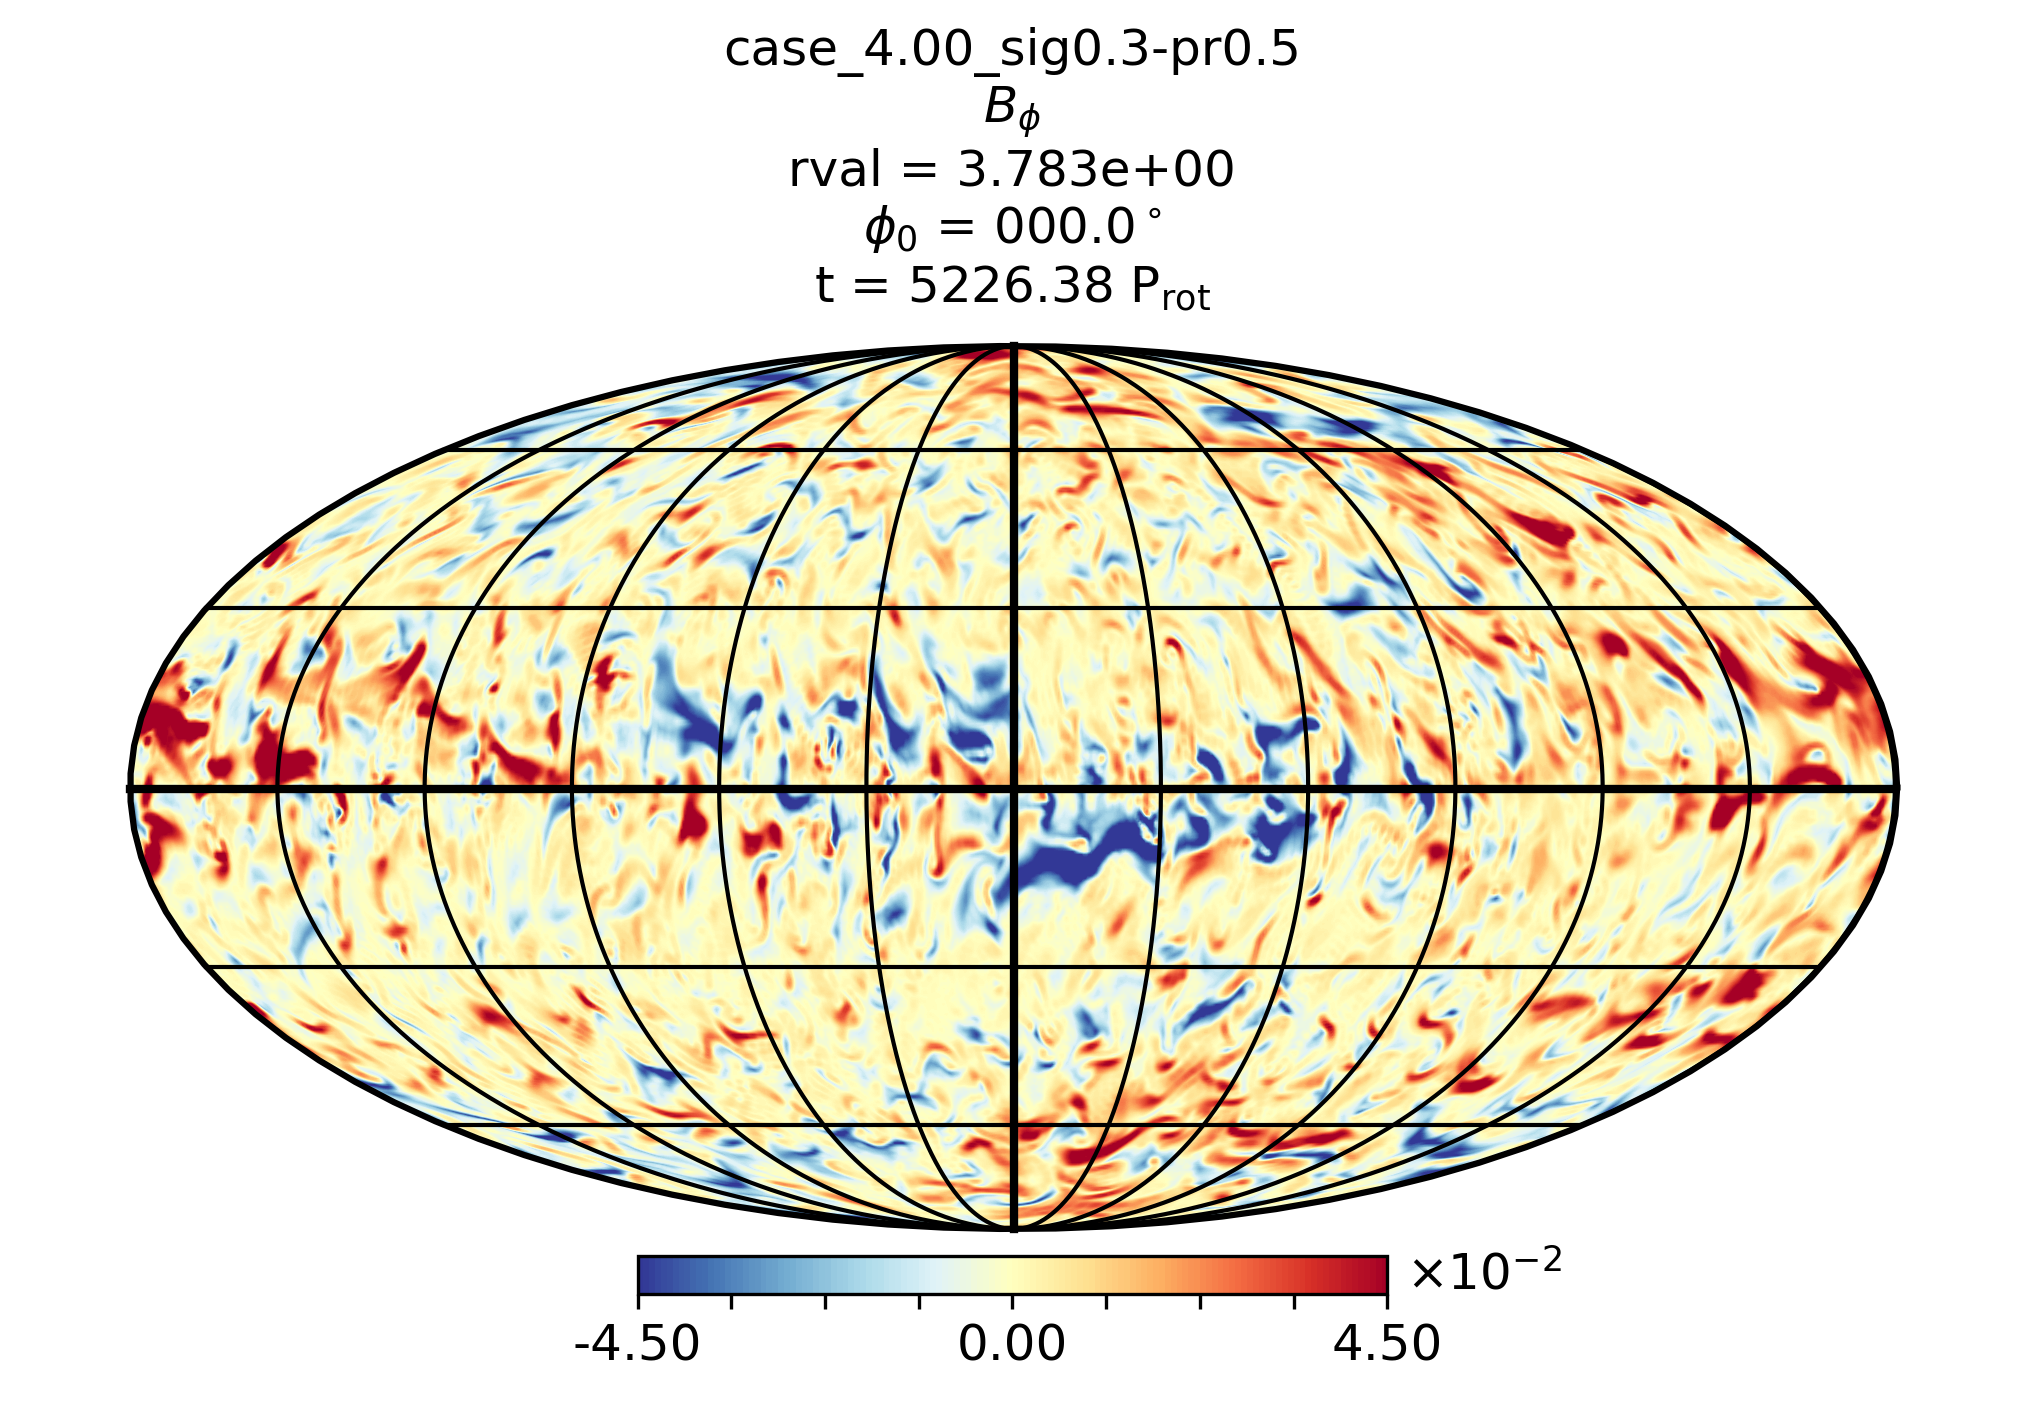 case_4.00_sig0.3-pr0.5
B_ϕ
rval = 3.783e+00
ϕ_0 = 000.0°
t = 5226.38 P_rot
×10^−2
-4.50 0.00 4.50